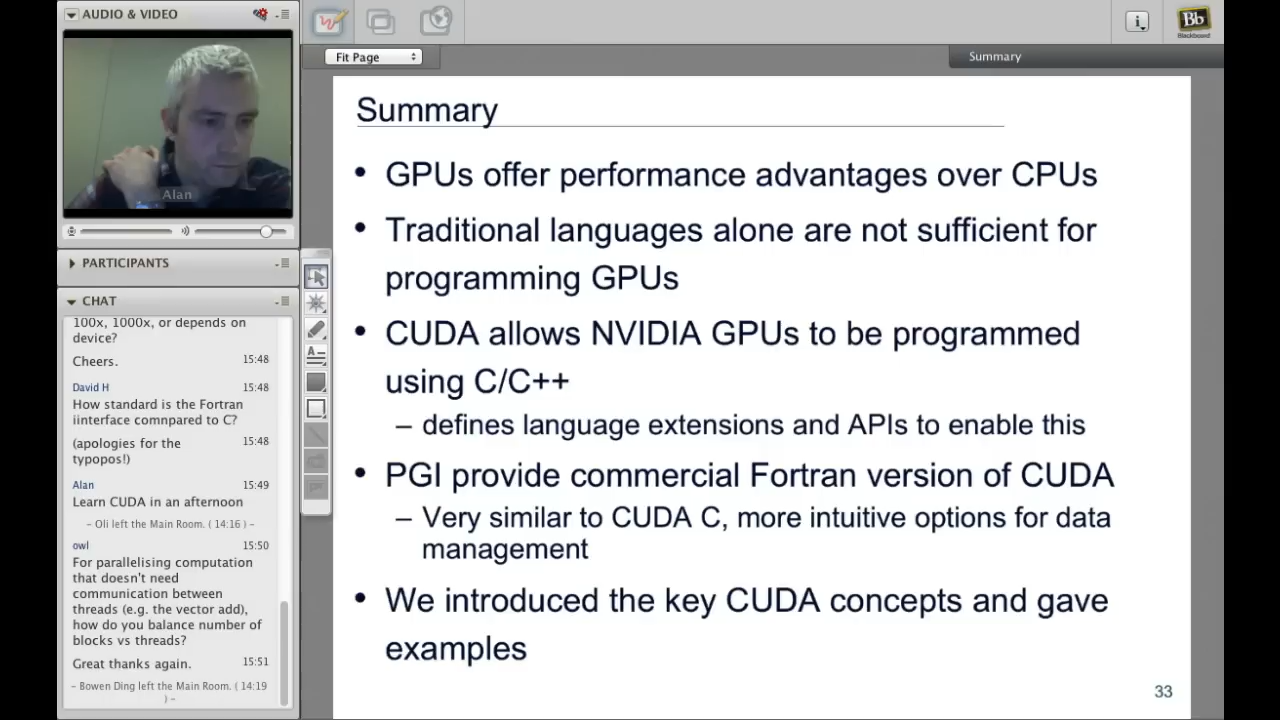 AUDIO & VIDEO
Alan
PARTICIPANTS
CHAT
100x, 1000x, or depends on
device?
Cheers. 15:48
David H 15:48
How standard is the Fortran
iinterface comnpared to C?
(apologies for the 15:48
typopos!)
Alan 15:49
Learn CUDA in an afternoon
- Oli left the Main Room. ( 14:16 ) -
owl 15:50
For parallelising computation
that doesn't need
communication between
threads (e.g. the vector add),
how do you balance number of
blocks vs threads?
Great thanks again. 15:51
- Bowen Ding left the Main Room. ( 14:19
) -
Fit Page
Summary
i
Bb
Blackboard
A
Summary
• GPUs offer performance advantages over CPUs
• Traditional languages alone are not sufficient for
programming GPUs
• CUDA allows NVIDIA GPUs to be programmed
using C/C++
– defines language extensions and APIs to enable this
• PGI provide commercial Fortran version of CUDA
– Very similar to CUDA C, more intuitive options for data
management
• We introduced the key CUDA concepts and gave
examples
33